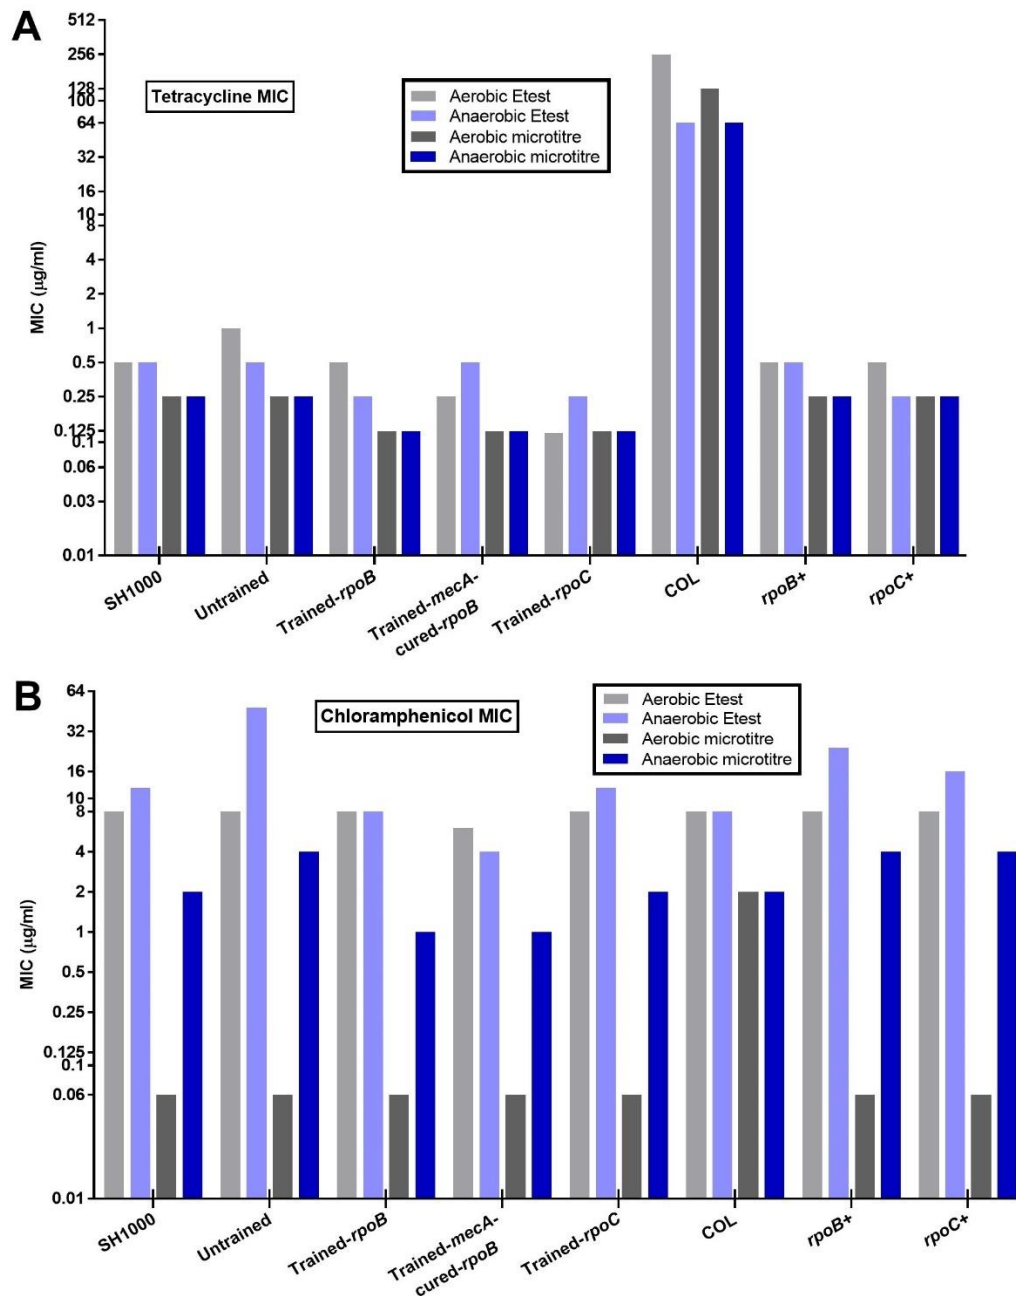 A
512
256
128
100
64
32
16
10
8
4
2
1
0.5
0.25
0.125
0.1
0.06
0.03
0.01
MIC (µg/ml)
Tetracycline MIC
Aerobic Etest
Anaerobic Etest
Aerobic microtitre
Anaerobic microtitre
SH1000
Untrained
Trained-rpoB
Trained-mecA-
cured-rpoB
Trained-rpoC
COL
rpoB+
rpoC+
B
64
32
16
10
8
4
2
1
0.5
0.25
0.125
0.1
0.06
0.01
MIC (µg/ml)
Chloramphenicol MIC
Aerobic Etest
Anaerobic Etest
Aerobic microtitre
Anaerobic microtitre
SH1000
Untrained
Trained-rpoB
Trained-mecA-
cured-rpoB
Trained-rpoC
COL
rpoB+
rpoC+